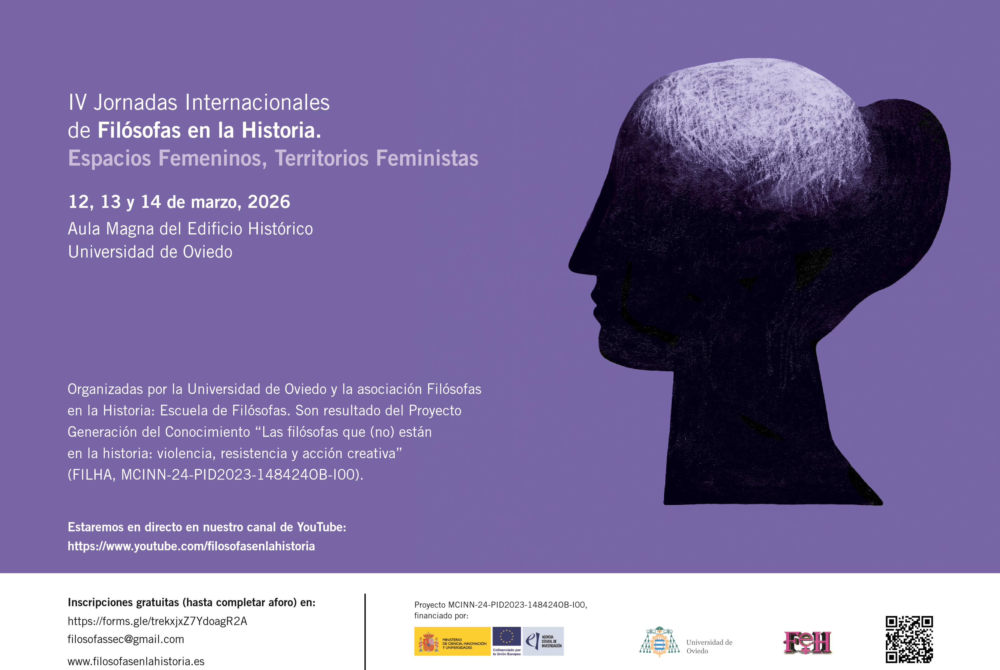 IV Jornadas Internacionales
de Filósofas en la Historia.
Espacios Femeninos, Territorios Feministas
12, 13 y 14 de marzo, 2026
Aula Magna del Edificio Histórico
Universidad de Oviedo
Organizadas por la Universidad de Oviedo y la asociación Filósofas
en la Historia: Escuela de Filósofas. Son resultado del Proyecto
Generación del Conocimiento “Las filósofas que (no) están
en la historia: violencia, resistencia y acción creativa”
(FILHA, MCINN-24-PID2023-148424OB-I00).
Estaremos en directo en nuestro canal de YouTube:
https://www.youtube.com/filosofasenlahistoria
Inscripciones gratuitas (hasta completar aforo) en:
https://forms.gle/trekxjxZ7YdoagR2A
filosofassec@gmail.com
www.filosofasenlahistoria.es
Proyecto MCINN-24-PID2023-148424OB-I00,
financiado por:
MINISTERIO
DE CIENCIA, INNOVACIÓN
Y UNIVERSIDADES
Cofinanciado por
la Unión Europea
AGENCIA
ESTATAL DE
INVESTIGACIÓN
Universidad de
Oviedo
FeH